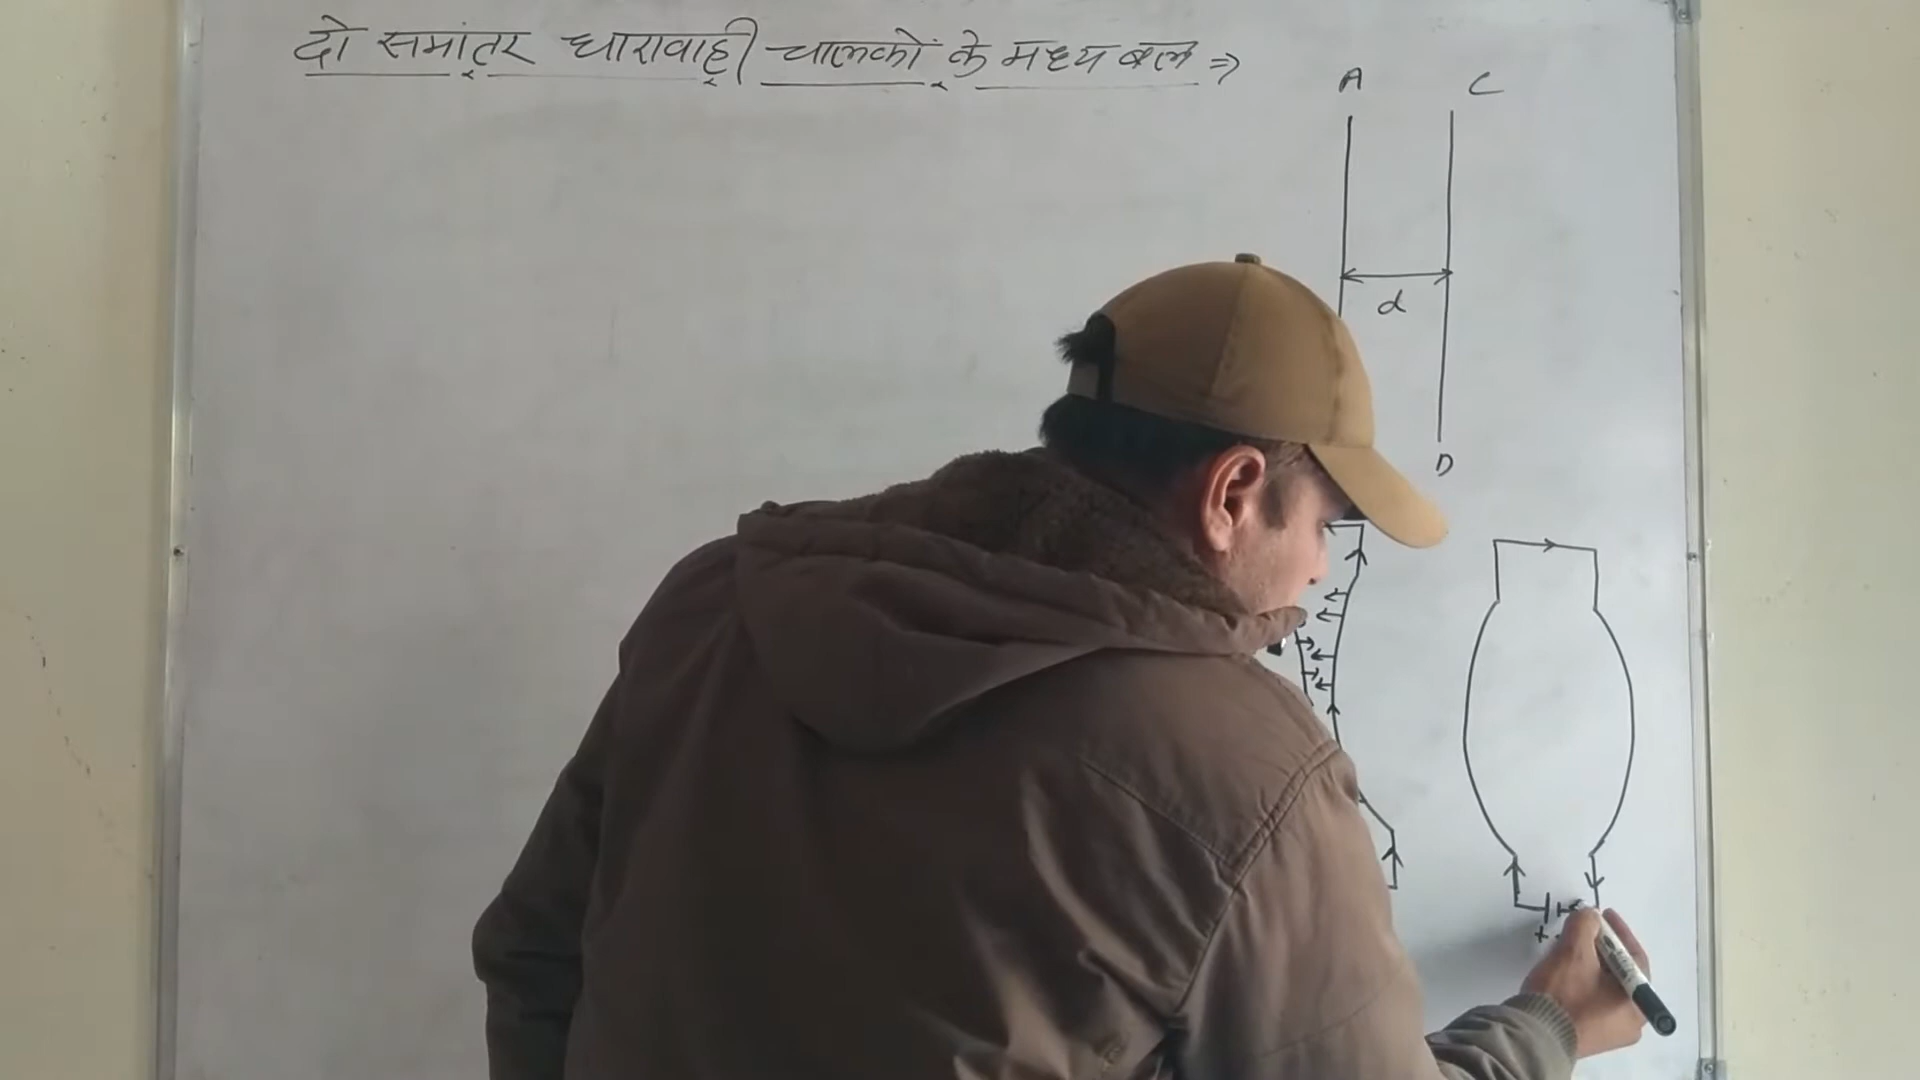 दो समांतर धारावाही चालकों के मध्य बल ⇒
A C
d
D
+ -